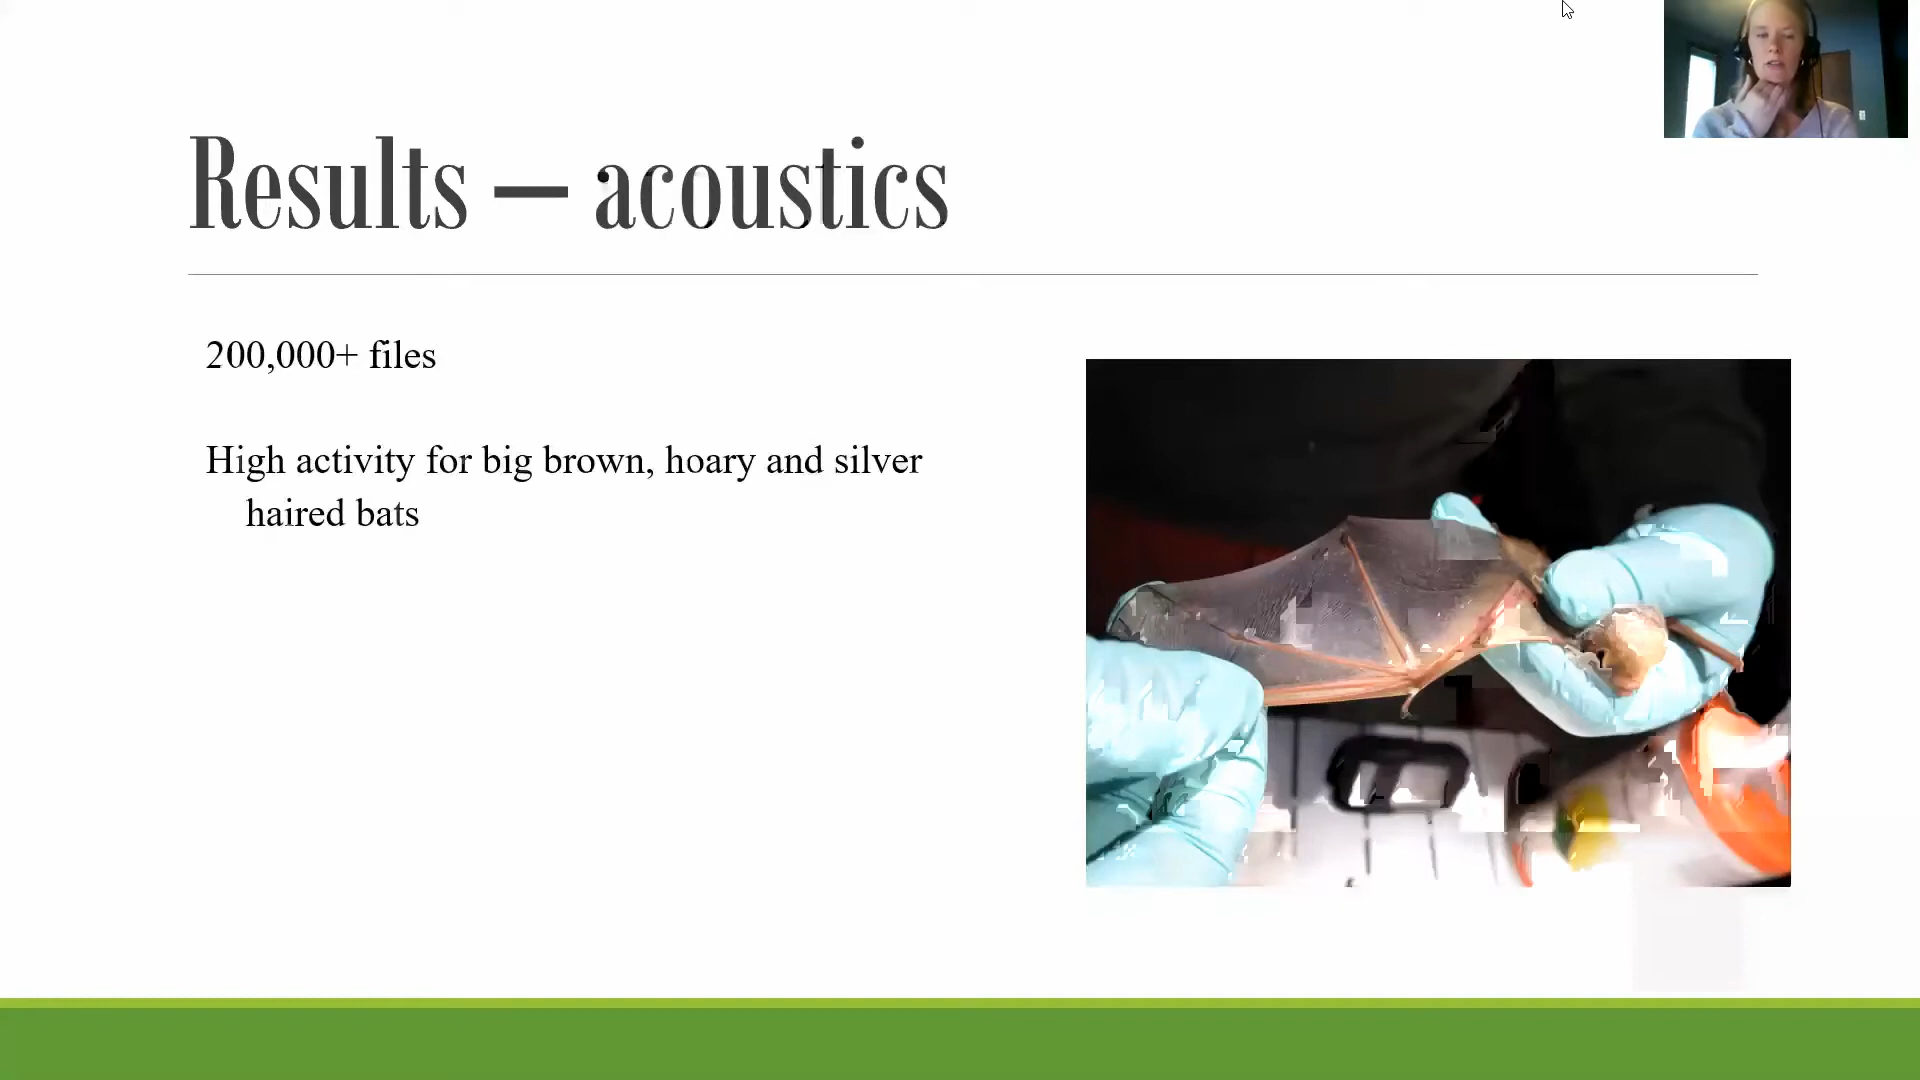 Results – acoustics
200,000+ files
High activity for big brown, hoary and silver
haired bats